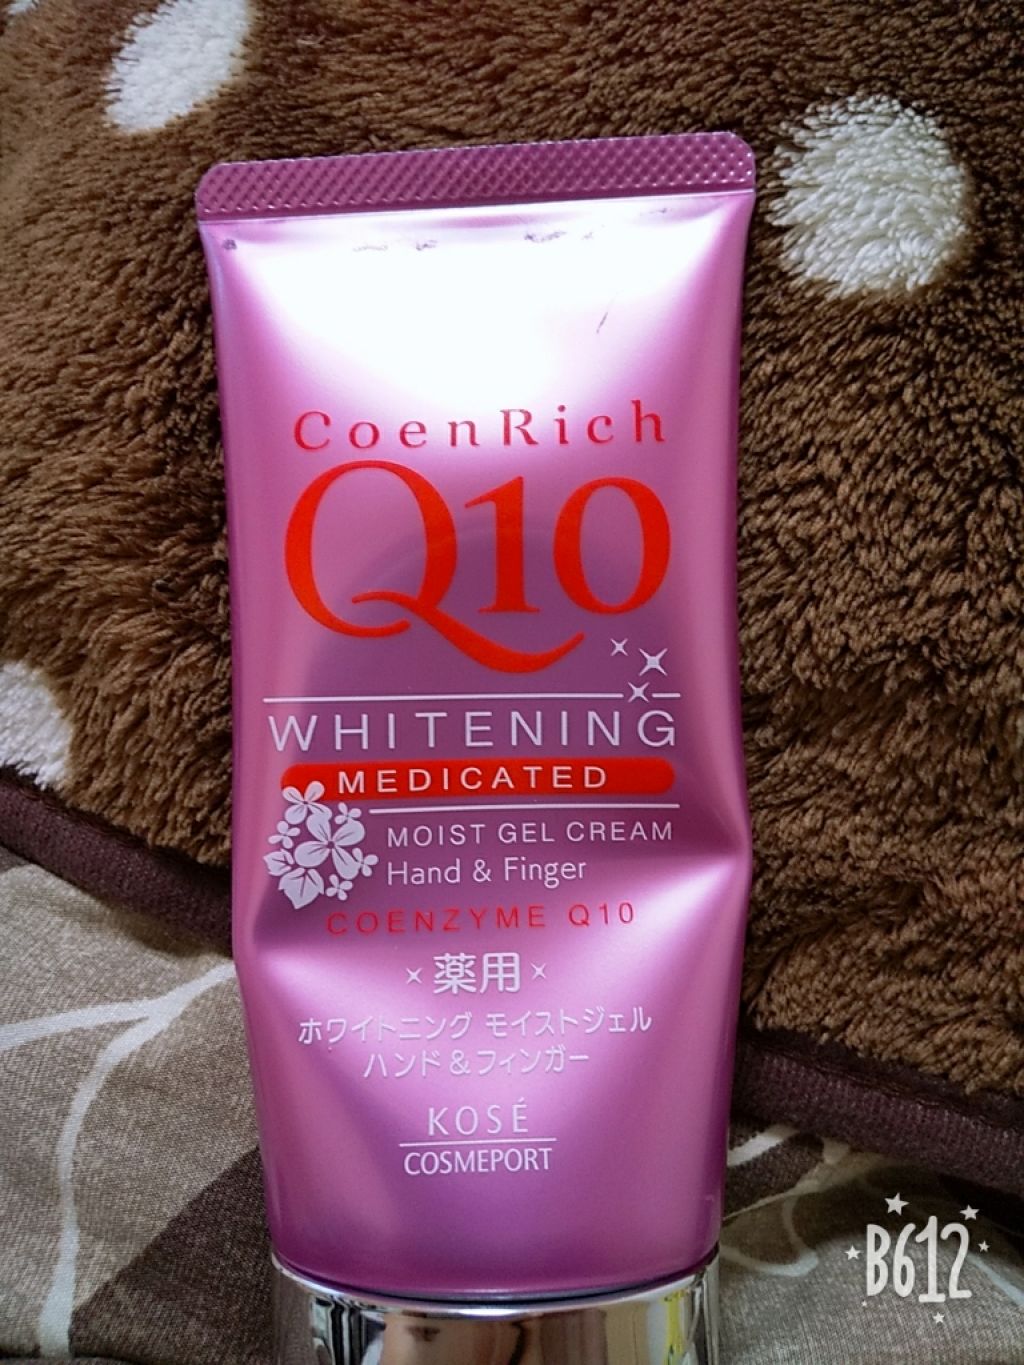 CoenRich
Q10
WHITENING
MEDICATED
MOIST GEL CREAM
Hand & Finger
COENZYME Q10
薬用
ホワイトニング モイストジェル
ハンド&フィンガー
KOSÉ
COSMEPORT
B612